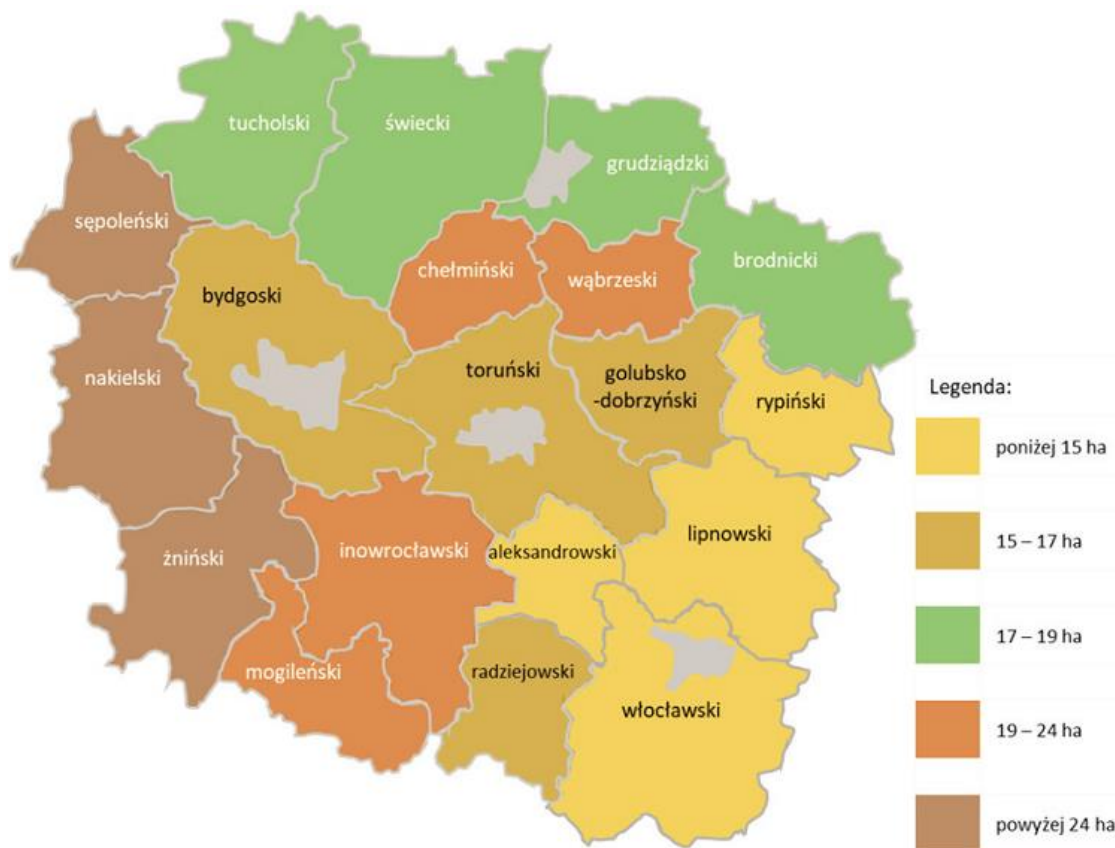 tucholski
świecki
grudziądzki
sępoleński
chełmiński
wąbrzeski
brodnicki
bydgoski
nakielski
toruński
golubsko
-dobrzyński
rypiński
żniński
inowrocławski
aleksandrowski
lipnowski
mogileński
radziejowski
włocławski
Legenda:
poniżej 15 ha
15 – 17 ha
17 – 19 ha
19 – 24 ha
powyżej 24 ha